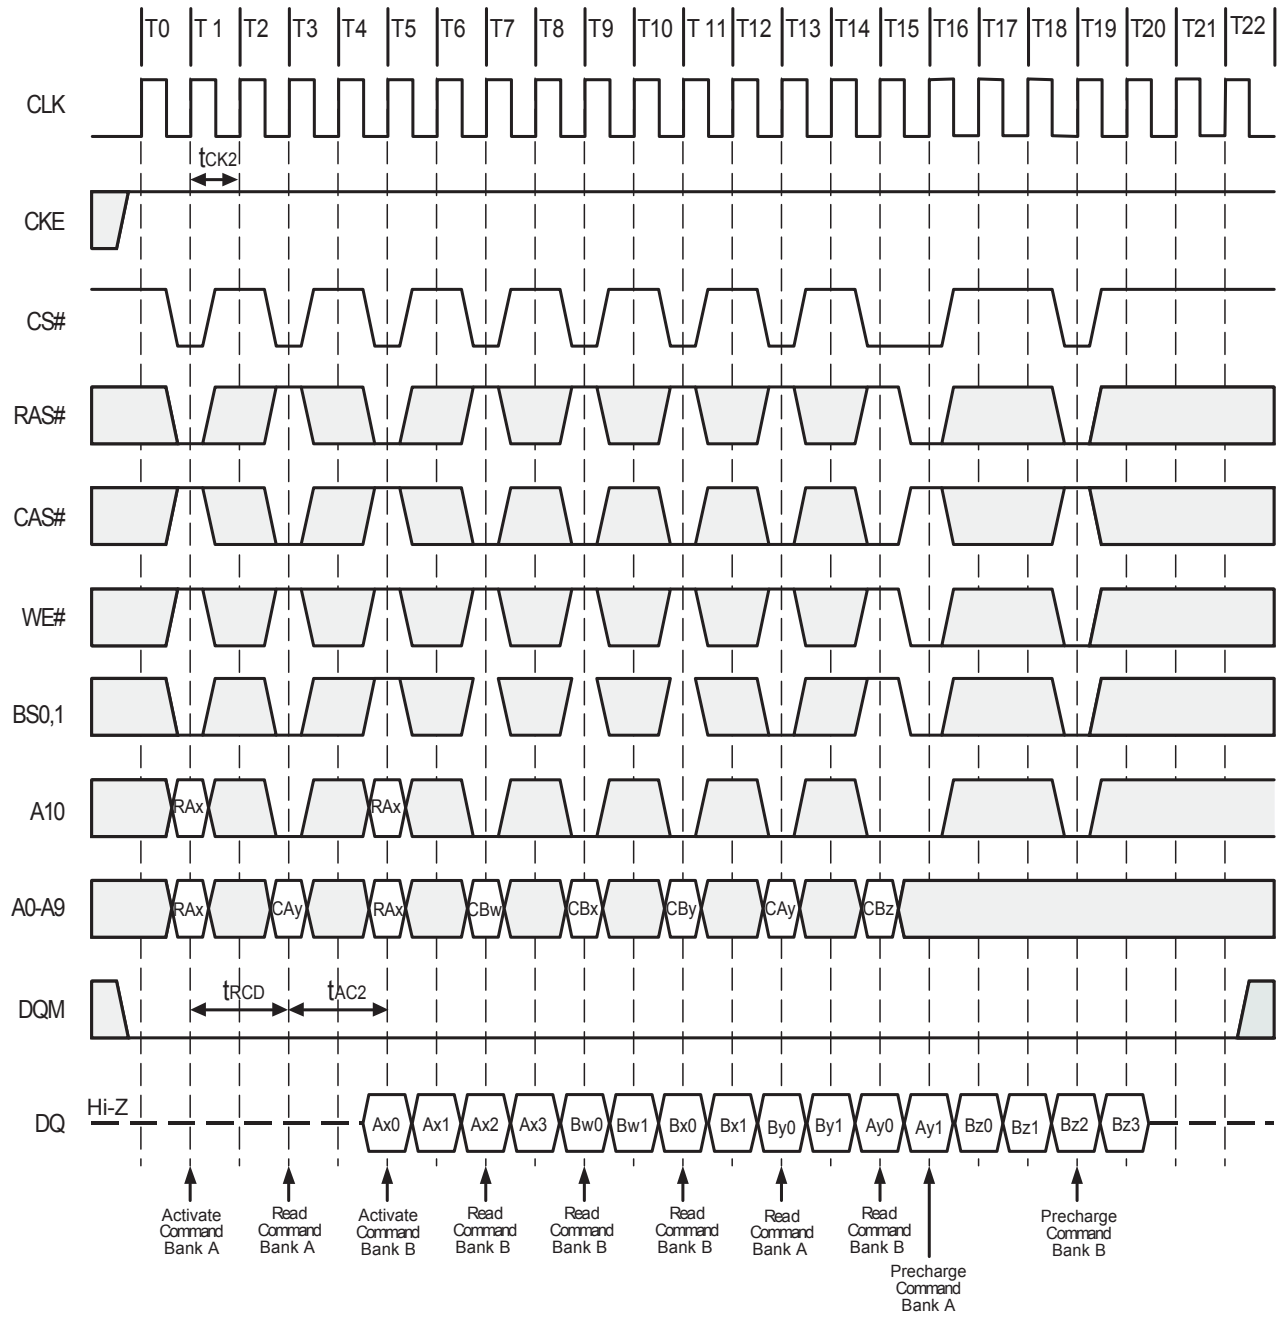 T0 T 1 T2 T3 T4 T5 T6 T7 T8 T9 T10 T 11 T12 T13 T14 T15 T16 T17 T18 T19 T20 T21 T22
CLK
tCK2
CKE
CS#
RAS#
CAS#
WE#
BS0,1
A10 RAx RAx
A0-A9 RAx CAy RAx CBw CBx CBy CAy CBz
DQM tRCD tAC2
DQ Hi-Z Ax0 Ax1 Ax2 Ax3 Bw0 Bw1 Bx0 Bx1 By0 By1 Ay0 Ay1 Bz0 Bz1 Bz2 Bz3
Activate
Command
Bank A
Read
Command
Bank A
Activate
Command
Bank B
Read
Command
Bank B
Read
Command
Bank B
Read
Command
Bank B
Read
Command
Bank A
Read
Command
Bank B
Precharge
Command
Bank A
Precharge
Command
Bank B